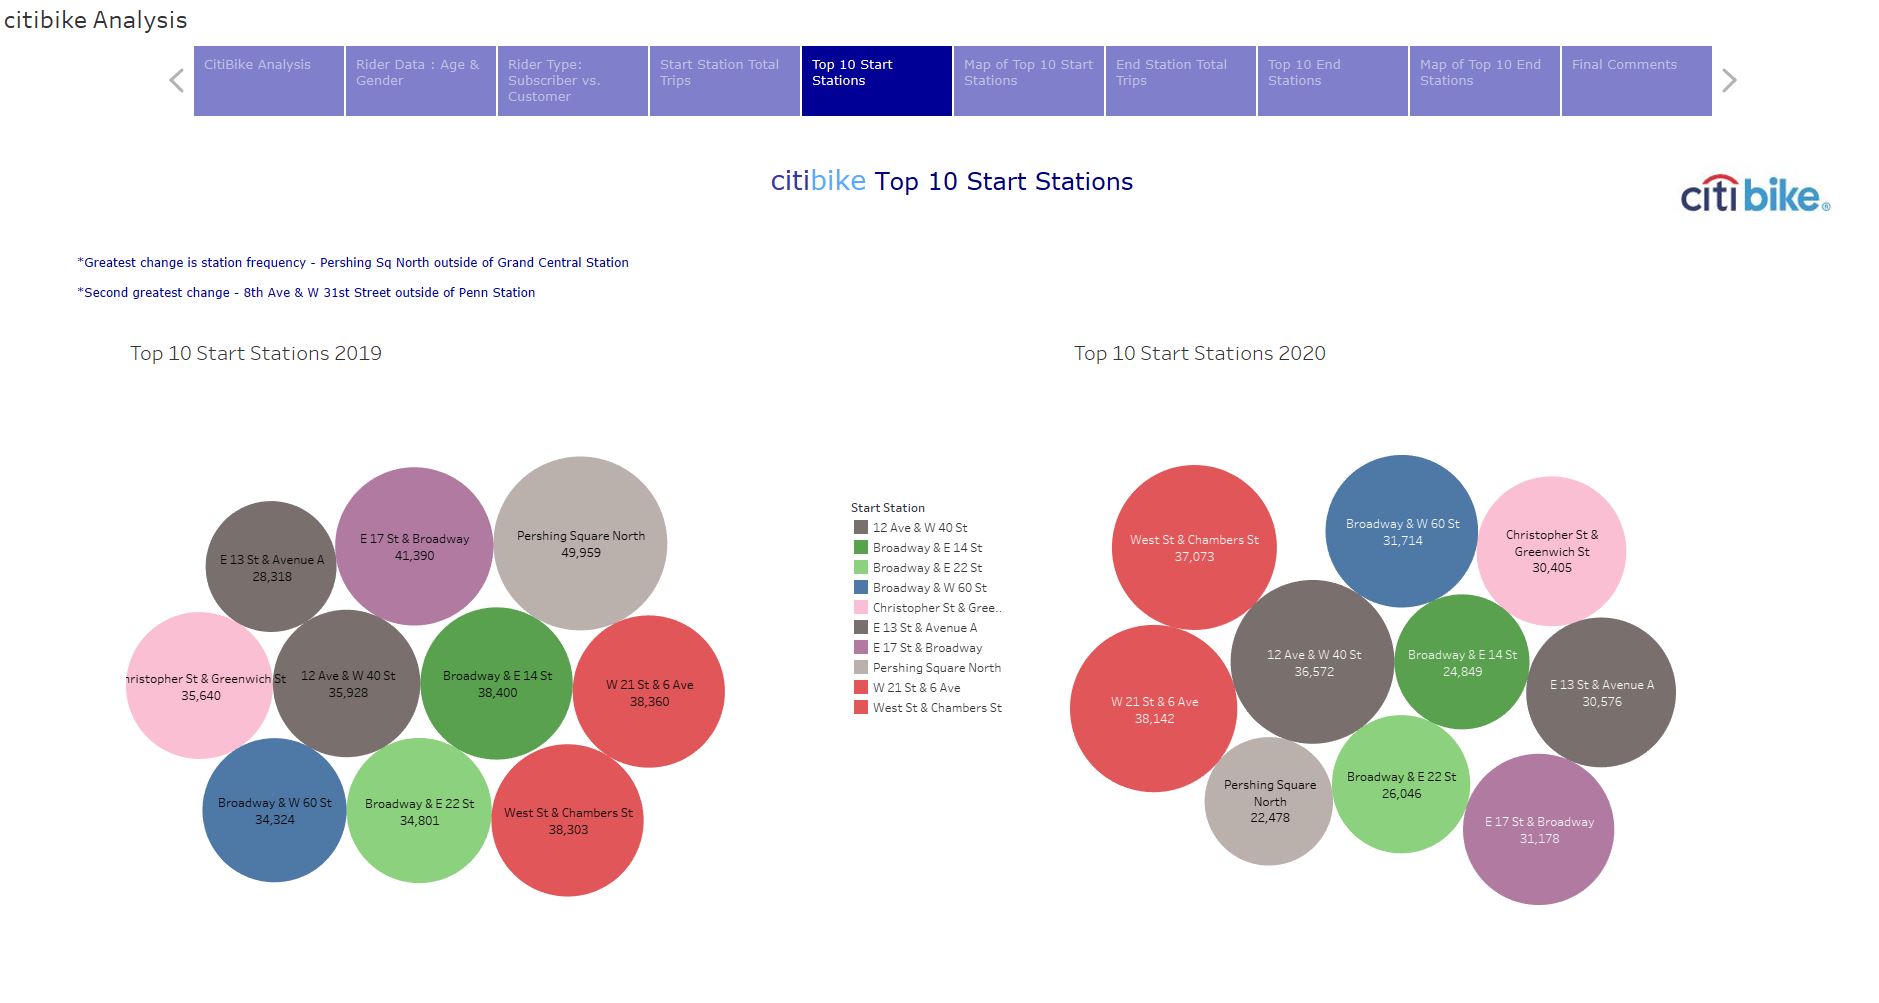 citibike Analysis
CitiBike Analysis
Rider Data : Age &
Gender
Rider Type:
Subscriber vs.
Customer
Start Station Total
Trips
Top 10 Start
Stations
Map of Top 10 Start
Stations
End Station Total
Trips
Top 10 End
Stations
Map of Top 10 End
Stations
Final Comments
citibike Top 10 Start Stations
citi bike®
*Greatest change is station frequency - Pershing Sq North outside of Grand Central Station
*Second greatest change - 8th Ave & W 31st Street outside of Penn Station
Top 10 Start Stations 2019
E 13 St & Avenue A
28,318
E 17 St & Broadway
41,390
Pershing Square North
49,959
hristopher St & Greenwich St
35,640
12 Ave & W 40 St
35,928
Broadway & E 14 St
38,400
W 21 St & 6 Ave
38,360
Broadway & W 60 St
34,324
Broadway & E 22 St
34,801
West St & Chambers St
38,303
Start Station
12 Ave & W 40 St
Broadway & E 14 St
Broadway & E 22 St
Broadway & W 60 St
Christopher St & Gree..
E 13 St & Avenue A
E 17 St & Broadway
Pershing Square North
W 21 St & 6 Ave
West St & Chambers St
Top 10 Start Stations 2020
West St & Chambers St
37,073
Broadway & W 60 St
31,714
Christopher St &
Greenwich St
30,405
12 Ave & W 40 St
36,572
Broadway & E 14 St
24,849
E 13 St & Avenue A
30,576
W 21 St & 6 Ave
38,142
Pershing Square
North
22,478
Broadway & E 22 St
26,046
E 17 St & Broadway
31,178